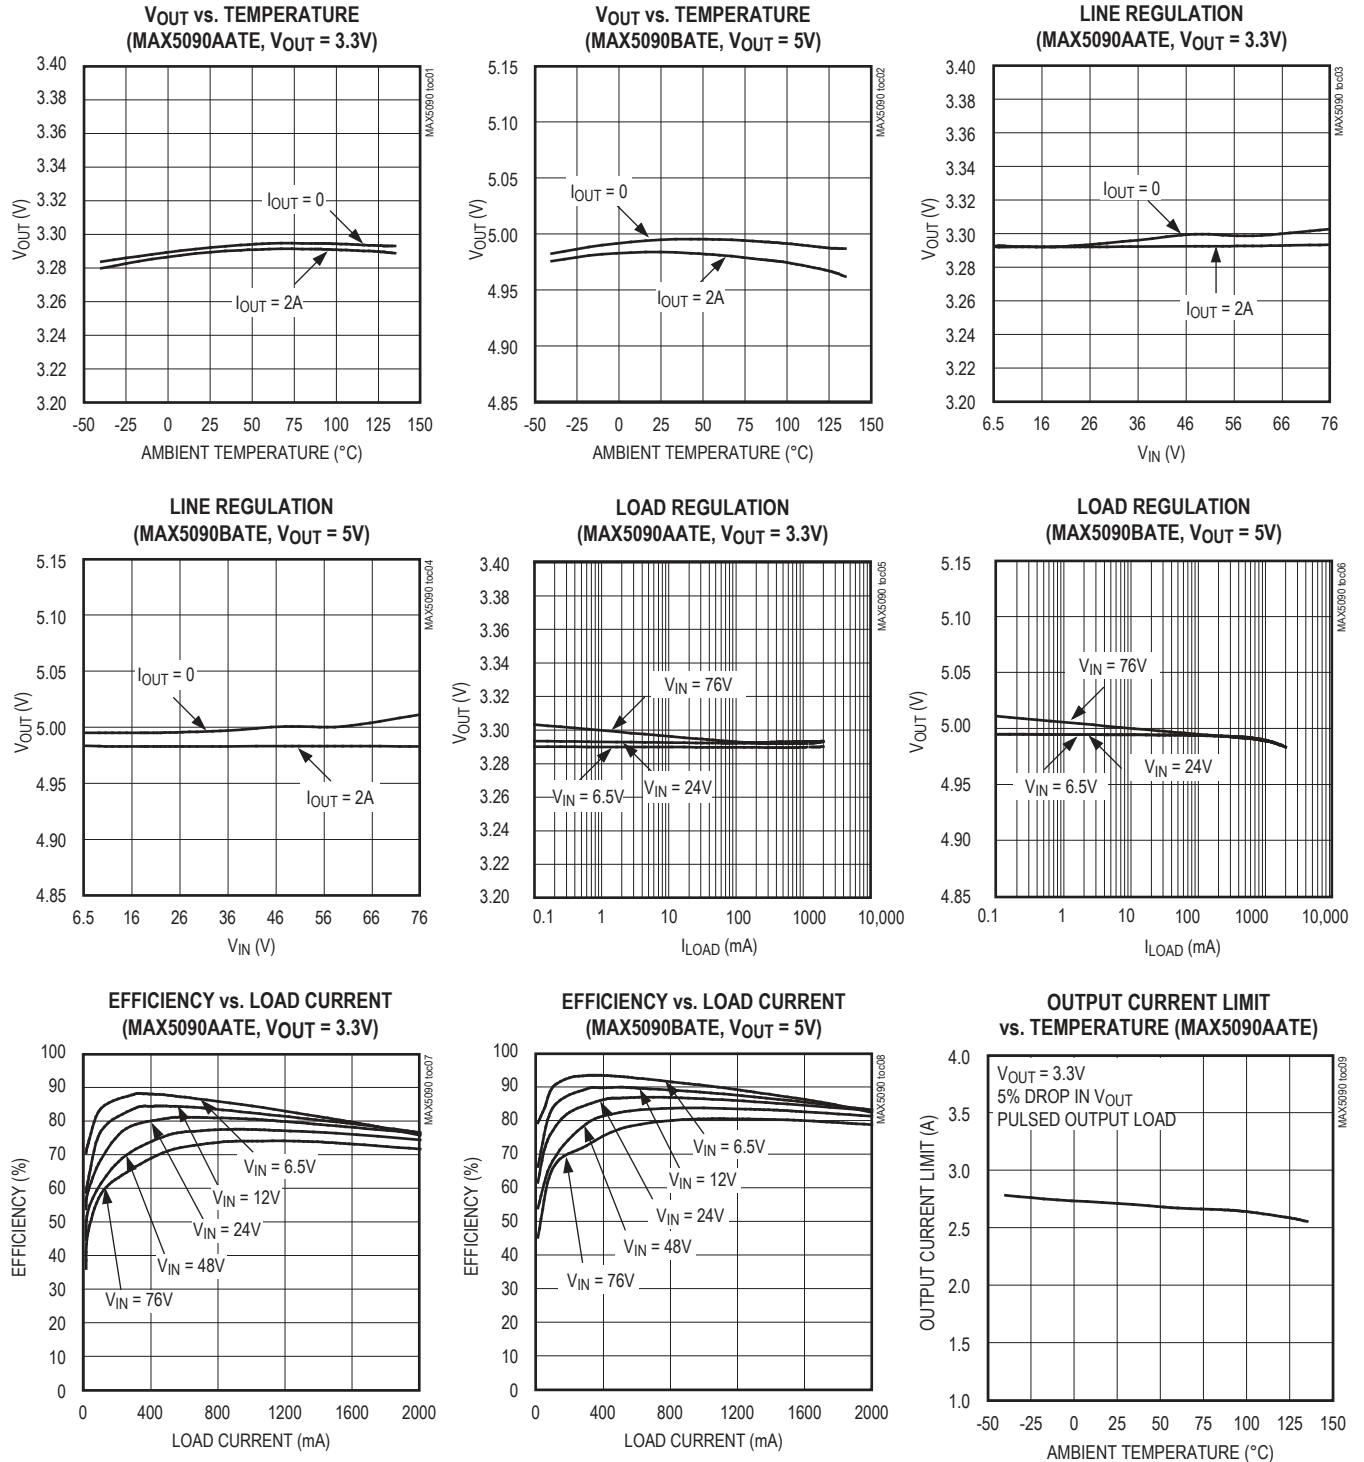 VOUT vs. TEMPERATURE
(MAX5090AATE, VOUT = 3.3V)
3.40
3.38
3.36
3.34
3.32
3.30
3.28
3.26
3.24
3.22
3.20
VOUT (V)
IOUT = 0
IOUT = 2A
-50 -25 0 25 50 75 100 125 150
AMBIENT TEMPERATURE (°C)
MAX5090 toc01
VOUT vs. TEMPERATURE
(MAX5090BATE, VOUT = 5V)
5.15
5.10
5.05
5.00
4.95
4.90
4.85
VOUT (V)
IOUT = 0
IOUT = 2A
-50 -25 0 25 50 75 100 125 150
AMBIENT TEMPERATURE (°C)
MAX5090 toc02
LINE REGULATION
(MAX5090AATE, VOUT = 3.3V)
3.40
3.38
3.36
3.34
3.32
3.30
3.28
3.26
3.24
3.22
3.20
VOUT (V)
IOUT = 0
IOUT = 2A
6.5 16 26 36 46 56 66 76
VIN (V)
MAX5090 toc03
LINE REGULATION
(MAX5090BATE, VOUT = 5V)
5.15
5.10
5.05
5.00
4.95
4.90
4.85
VOUT (V)
IOUT = 0
IOUT = 2A
6.5 16 26 36 46 56 66 76
VIN (V)
MAX5090 toc04
LOAD REGULATION
(MAX5090AATE, VOUT = 3.3V)
3.40
3.38
3.36
3.34
3.32
3.30
3.28
3.26
3.24
3.22
3.20
VOUT (V)
VIN = 76V
VIN = 6.5V
VIN = 24V
0.1 1 10 100 1000 10,000
ILOAD (mA)
MAX5090 toc05
LOAD REGULATION
(MAX5090BATE, VOUT = 5V)
5.15
5.10
5.05
5.00
4.95
4.90
4.85
VOUT (V)
VIN = 76V
VIN = 24V
VIN = 6.5V
0.1 1 10 100 1000 10,000
ILOAD (mA)
MAX5090 toc06
EFFICIENCY vs. LOAD CURRENT
(MAX5090AATE, VOUT = 3.3V)
100
90
80
70
60
50
40
30
20
10
0
EFFICIENCY (%)
VIN = 6.5V
VIN = 12V
VIN = 24V
VIN = 48V
VIN = 76V
0 400 800 1200 1600 2000
LOAD CURRENT (mA)
MAX5090 toc07
EFFICIENCY vs. LOAD CURRENT
(MAX5090BATE, VOUT = 5V)
100
90
80
70
60
50
40
30
20
10
0
EFFICIENCY (%)
VIN = 6.5V
VIN = 12V
VIN = 24V
VIN = 48V
VIN = 76V
0 400 800 1200 1600 2000
LOAD CURRENT (mA)
MAX5090 toc08
OUTPUT CURRENT LIMIT
vs. TEMPERATURE (MAX5090AATE)
4.0
3.5
3.0
2.5
2.0
1.5
1.0
OUTPUT CURRENT LIMIT (A)
VOUT = 3.3V
5% DROP IN VOUT
PULSED OUTPUT LOAD
-50 -25 0 25 50 75 100 125 150
AMBIENT TEMPERATURE (°C)
MAX5090 toc09